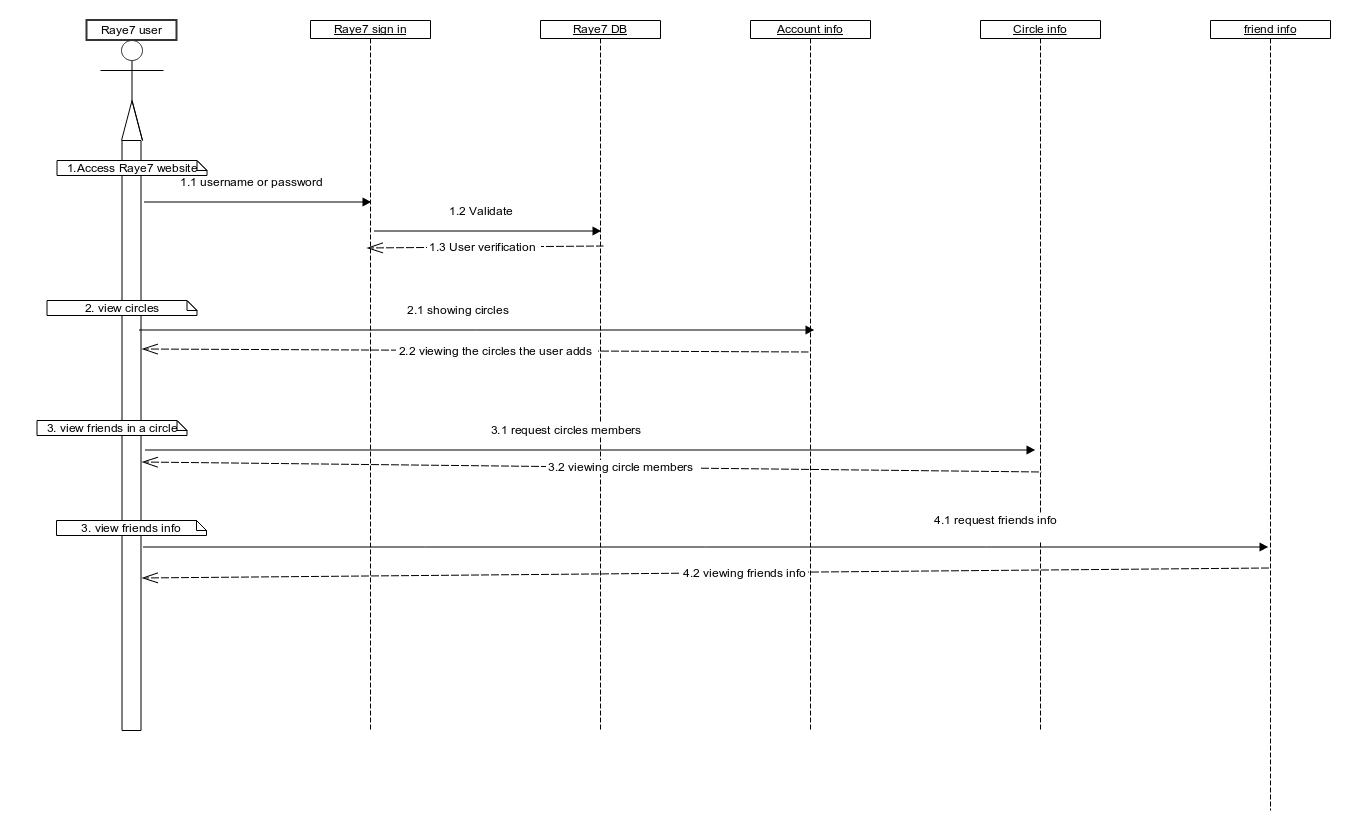 Raye7 user
Raye7 sign in
Raye7 DB
Account info
Circle info
friend info
1.Access Raye7 website
1.1 username or password
1.2 Validate
1.3 User verification
2. view circles
2.1 showing circles
2.2 viewing the circles the user adds
3. view friends in a circle
3.1 request circles members
3.2 viewing circle members
3. view friends info
4.1 request friends info
4.2 viewing friends info